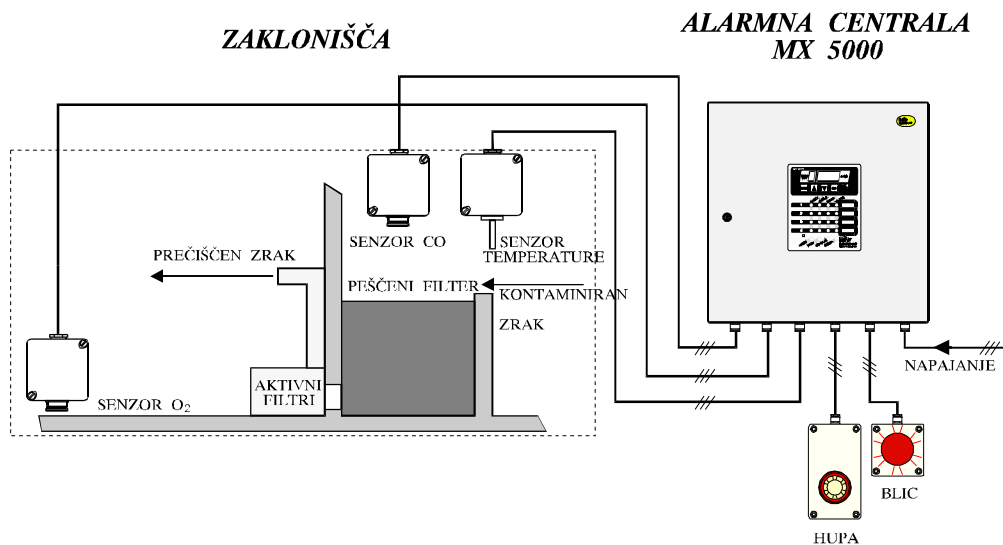 ZAKLONIŠČA
ALARMNA CENTRALA
MX 5000
SENZOR CO
SENZOR
TEMPERATURE
PREČIŠČEN ZRAK
PEŠČENI FILTER
KONTAMINIRAN
ZRAK
AKTIVNI
FILTRI
SENZOR O₂
NAPAJANJE
BLIC
HUPA